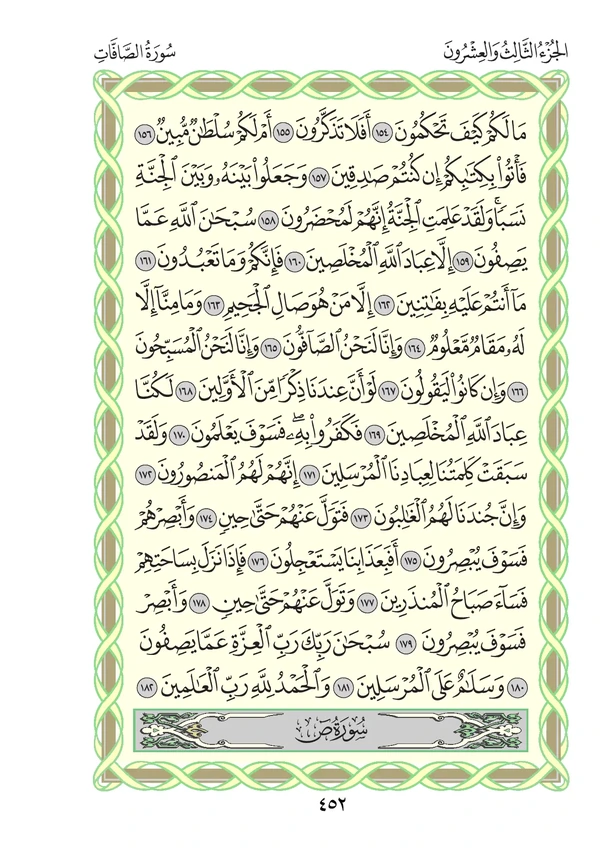 الجُزْءُ الثَّالِثُ وَالعِشْرُونَ
سُورَةُ الصَّافَّاتِ
مَا لَكُمْ كَيْفَ تَحْكُمُونَ ١٥٤ أَفَلَا تَذَكَّرُونَ ١٥٥ أَمْ لَكُمْ سُلْطَٰنٌ مُّبِينٌ ١٥٦
فَأْتُوا۟ بِكِتَٰبِكُمْ إِن كُنتُمْ صَٰدِقِينَ ١٥٧ وَجَعَلُوا۟ بَيْنَهُۥ وَبَيْنَ ٱلْجِنَّةِ
نَسَبًا ۚ وَلَقَدْ عَلِمَتِ ٱلْجِنَّةُ إِنَّهُمْ لَمُحْضَرُونَ ١٥٨ سُبْحَٰنَ ٱللَّهِ عَمَّا
يَصِفُونَ ١٥٩ إِلَّا عِبَادَ ٱللَّهِ ٱلْمُخْلَصِينَ ١٦٠ فَإِنَّكُمْ وَمَا تَعْبُدُونَ ١٦١
مَآ أَنتُمْ عَلَيْهِ بِفَٰتِنِينَ ١٦٢ إِلَّا مَنْ هُوَ صَالِ ٱلْجَحِيمِ ١٦٣ وَمَا مِنَّآ إِلَّا
لَهُۥ مَقَامٌ مَّعْلُومٌ ١٦٤ وَإِنَّا لَنَحْنُ ٱلصَّآفُّونَ ١٦٥ وَإِنَّا لَنَحْنُ ٱلْمُسَبِّحُونَ
١٦٦ وَإِن كَانُوا۟ لَيَقُولُونَ ١٦٧ لَوْ أَنَّ عِندَنَا ذِكْرًا مِّنَ ٱلْأَوَّلِينَ ١٦٨ لَكُنَّا
عِبَادَ ٱللَّهِ ٱلْمُخْلَصِينَ ١٦٩ فَكَفَرُوا۟ بِهِۦ ۖ فَسَوْفَ يَعْلَمُونَ ١٧٠ وَلَقَدْ
سَبَقَتْ كَلِمَتُنَا لِعِبَادِنَا ٱلْمُرْسَلِينَ ١٧١ إِنَّهُمْ لَهُمُ ٱلْمَنصُورُونَ ١٧٢
وَإِنَّ جُندَنَا لَهُمُ ٱلْغَٰلِبُونَ ١٧٣ فَتَوَلَّ عَنْهُمْ حَتَّىٰ حِينٍ ١٧٤ وَأَبْصِرْهُمْ
فَسَوْفَ يُبْصِرُونَ ١٧٥ أَفَبِعَذَابِنَا يَسْتَعْجِلُونَ ١٧٦ فَإِذَا نَزَلَ بِسَاحَتِهِمْ
فَسَآءَ صَبَاحُ ٱلْمُنذَرِينَ ١٧٧ وَتَوَلَّ عَنْهُمْ حَتَّىٰ حِينٍ ١٧٨ وَأَبْصِرْ
فَسَوْفَ يُبْصِرُونَ ١٧٩ سُبْحَٰنَ رَبِّكَ رَبِّ ٱلْعِزَّةِ عَمَّا يَصِفُونَ
١٨٠ وَسَلَٰمٌ عَلَى ٱلْمُرْسَلِينَ ١٨١ وَٱلْحَمْدُ لِلَّهِ رَبِّ ٱلْعَٰلَمِينَ ١٨٢
سُورَةُ صٓ
٤٥٢